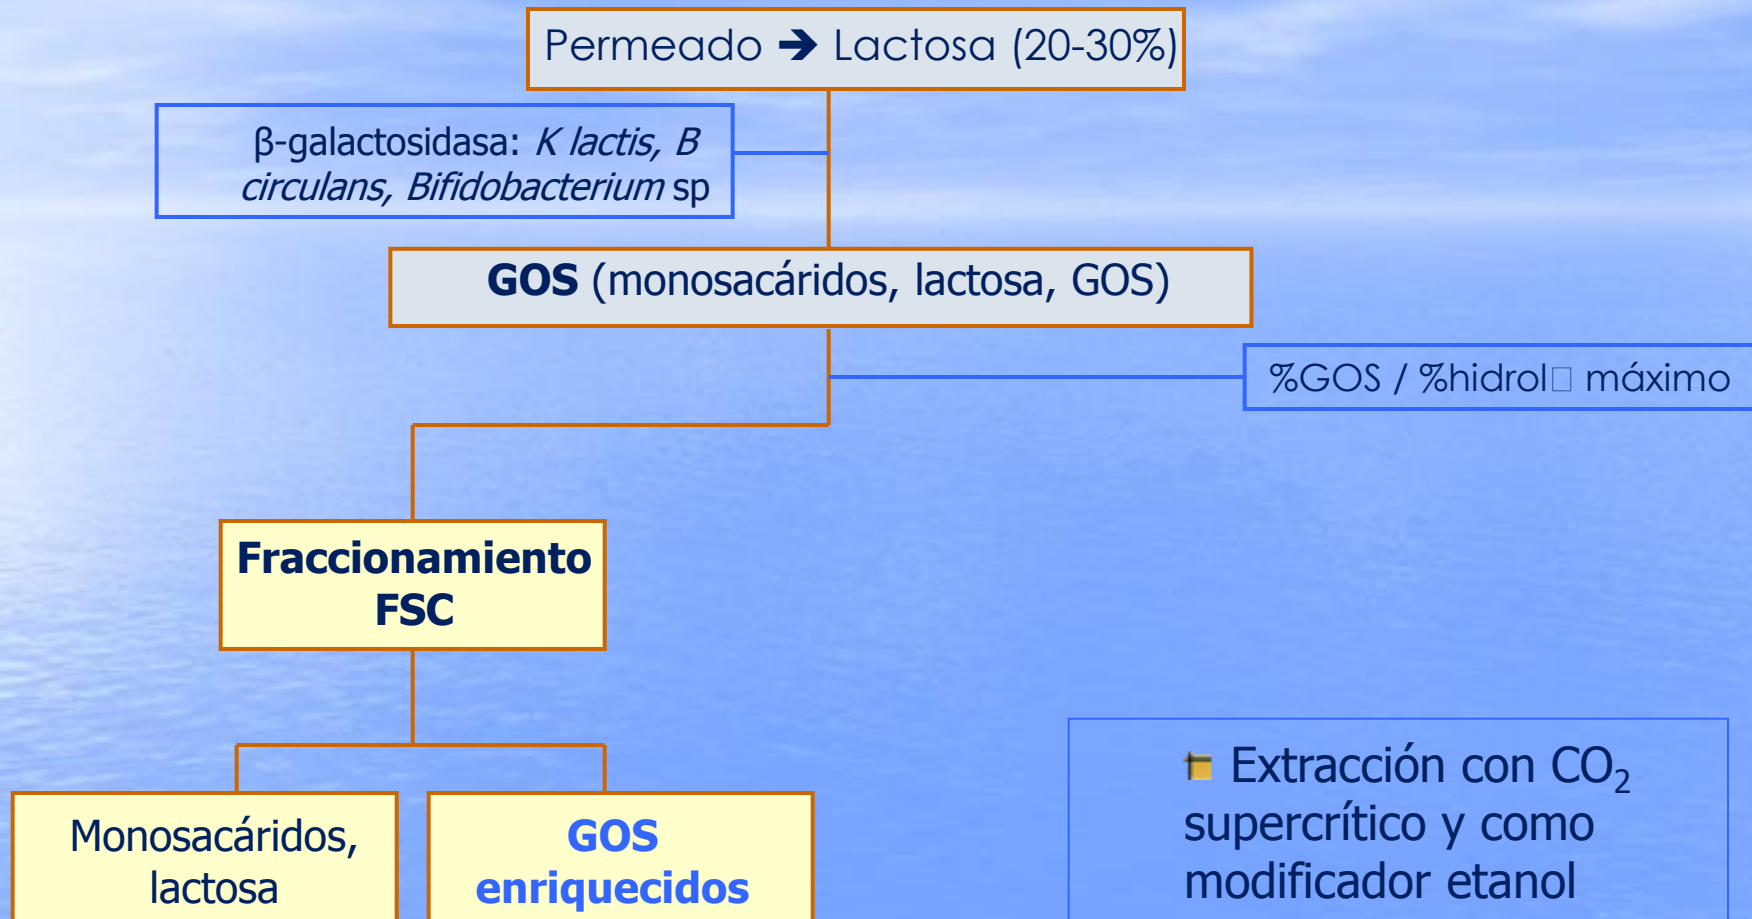 Permeado ➔ Lactosa (20-30%)
β-galactosidasa: K lactis, B
circulans, Bifidobacterium sp
GOS (monosacáridos, lactosa, GOS)
%GOS / %hidrol□ máximo
Fraccionamiento
FSC
Monosacáridos,
lactosa
GOS
enriquecidos
Extracción con CO₂
supercrítico y como
modificador etanol